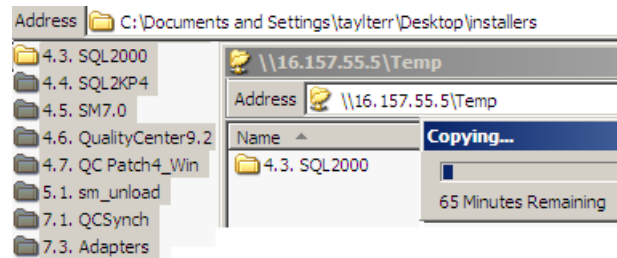 Address C:\Documents and Settings\taylterr\Desktop\installers
4.3. SQL2000
4.4. SQL2KP4
4.5. SM7.0
4.6. QualityCenter9.2
4.7. QC Patch4_Win
5.1. sm_unload
7.1. QCSynch
7.3. Adapters
\\16.157.55.5\Temp
Address \\16.157.55.5\Temp
Name
4.3. SQL2000
Copying...
65 Minutes Remaining